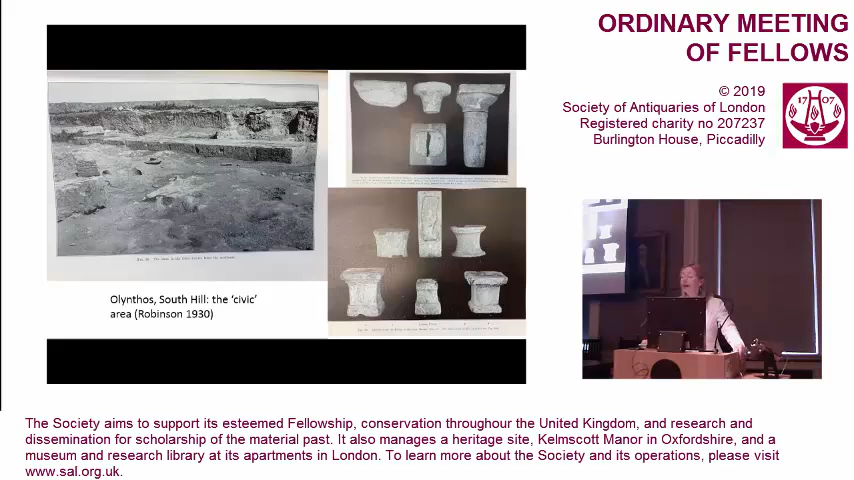 ORDINARY MEETING
OF FELLOWS
© 2019
Society of Antiquaries of London
Registered charity no 207237
Burlington House, Piccadilly
17 07
Olynthos, South Hill: the ‘civic’
area (Robinson 1930)
The Society aims to support its esteemed Fellowship, conservation throughour the United Kingdom, and research and
dissemination for scholarship of the material past. It also manages a heritage site, Kelmscott Manor in Oxfordshire, and a
museum and research library at its apartments in London. To learn more about the Society and its operations, please visit
www.sal.org.uk.